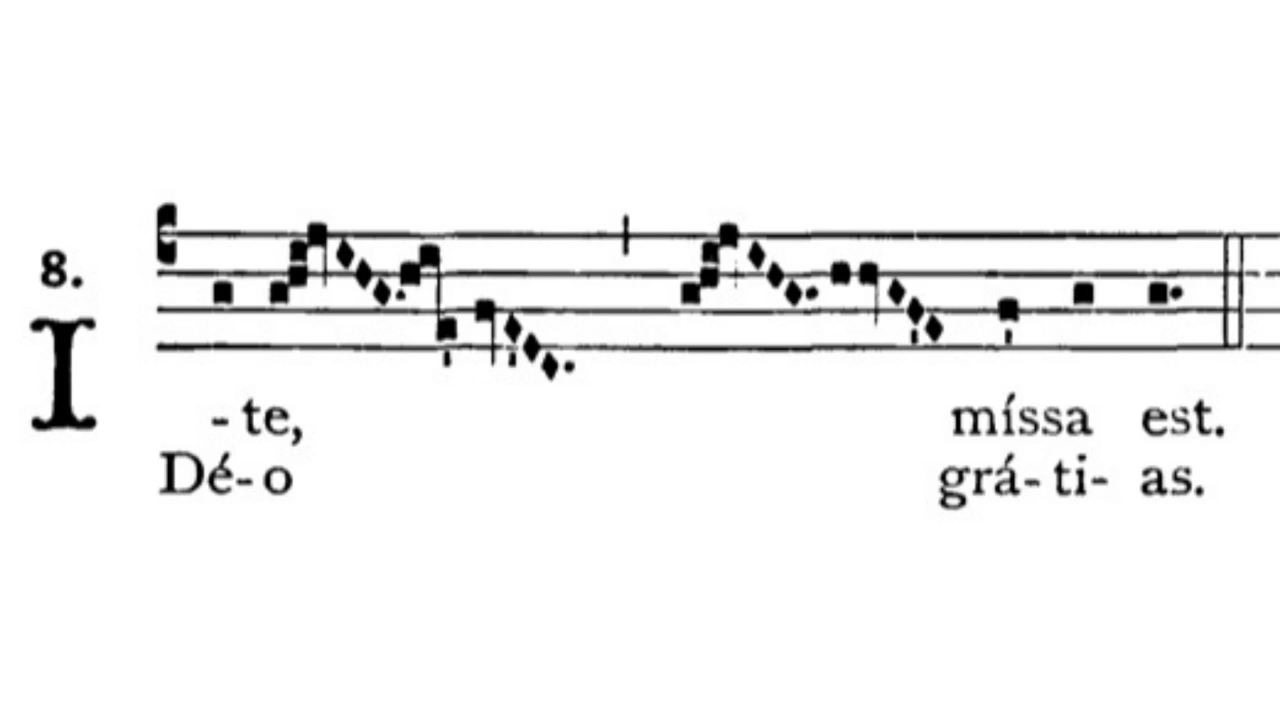 8.
I - te, míssa est.
Dé- o grá- ti- as.